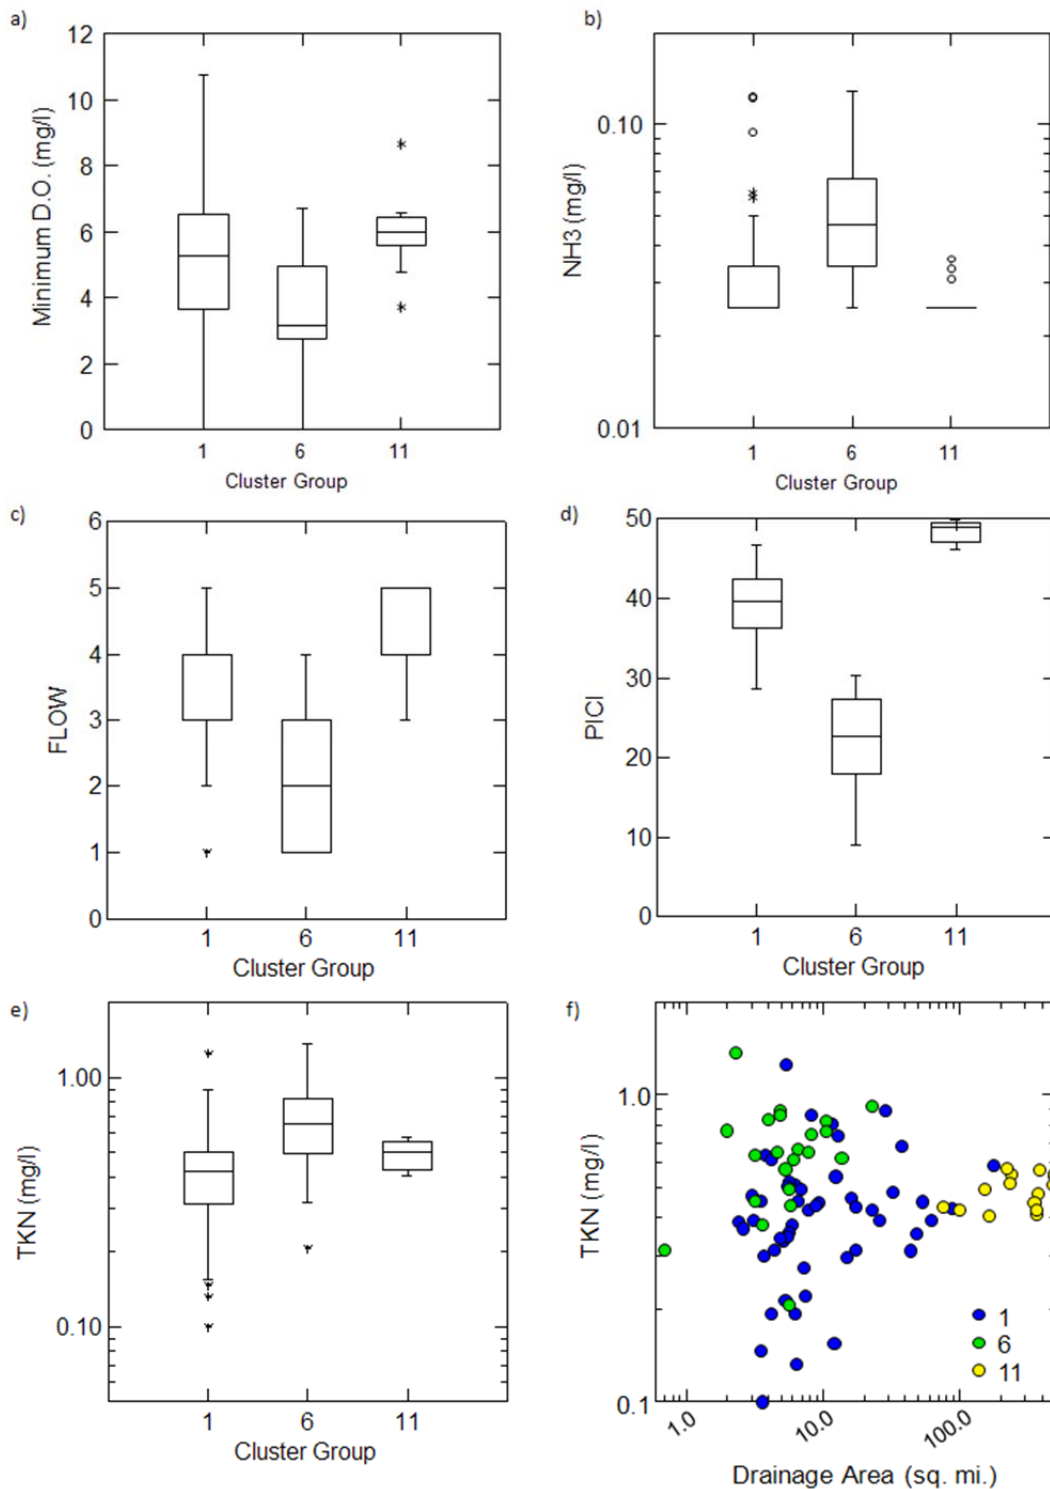 a)
12
10
8
6
4
2
0
Minimum D.O. (mg/l)
1 6 11
Cluster Group
b)
0.10
0.01
NH3 (mg/l)
1 6 11
Cluster Group
c)
6
5
4
3
2
1
0
FLOW
1 6 11
Cluster Group
d)
50
40
30
20
10
0
PICI
1 6 11
Cluster Group
e)
1.00
0.10
TKN (mg/l)
1 6 11
Cluster Group
f)
1.0
0.1
TKN (mg/l)
1
6
11
1.0 10.0 100.0
Drainage Area (sq. mi.)